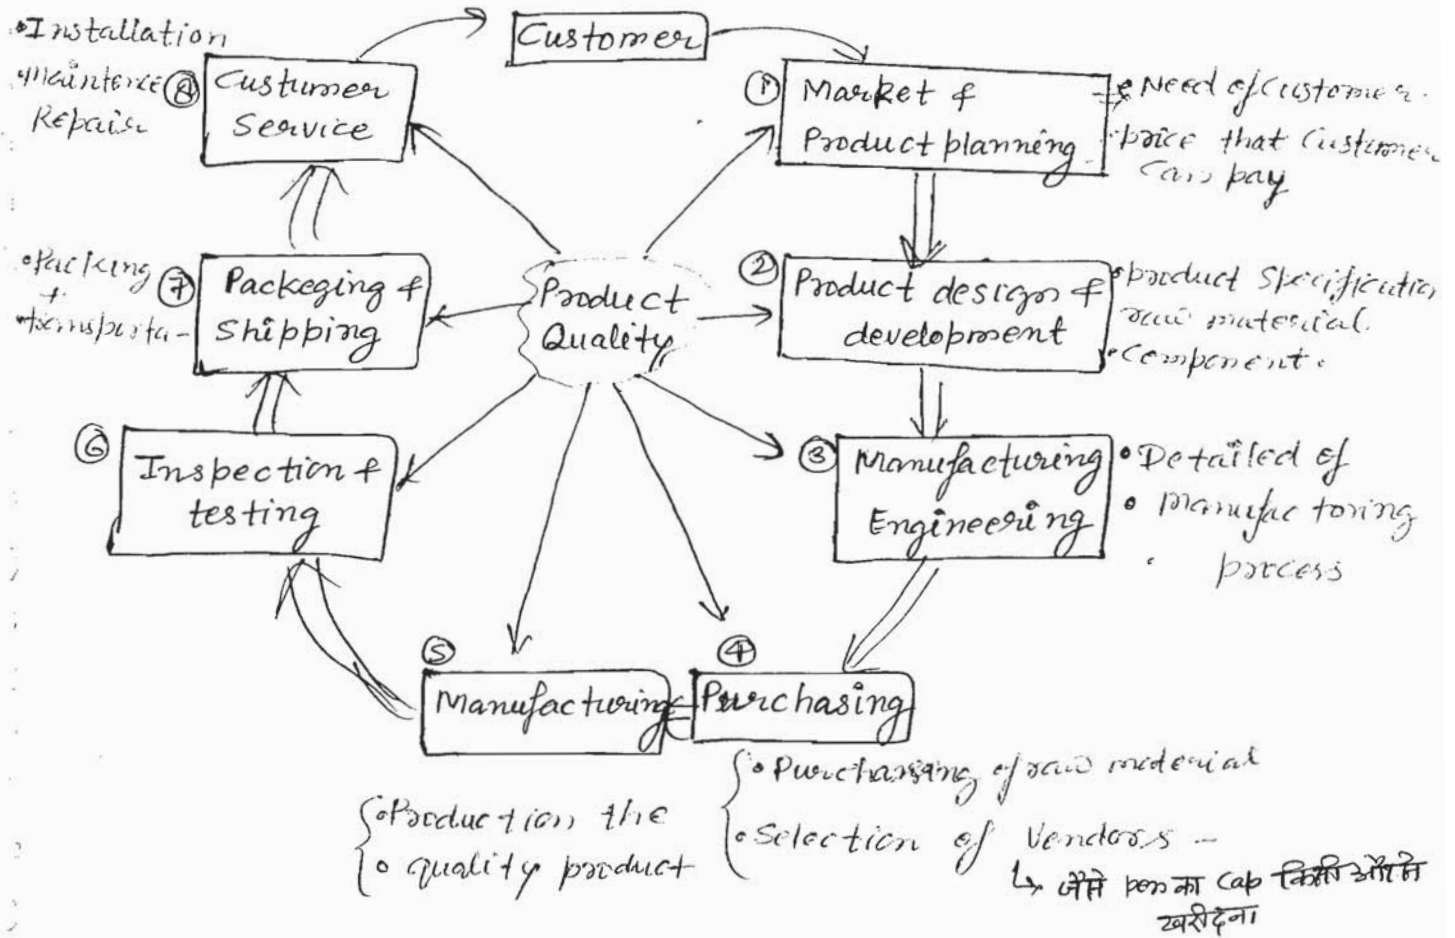 Customer
① Market &
Product planning
• Need of Customer.
• price that Customer
Can pay
② Product design &
development
• product Specification
raw material.
• Component.
③ Manufacturing
Engineering
• Detailed of
• Manufacturing
process
④ Purchasing
• Purchasing of raw material
• Selection of Vendors -
↳ जैसे pen का Cap किसी और से
खरीदना
⑤ Manufacturing
• Production the
• quality product
⑥ Inspection &
testing
⑦ Packeging &
shipping
• Packing
+
• transporta-
⑧ Custumer
Service
• Installation
• Maintence
Repair
Product
Quality